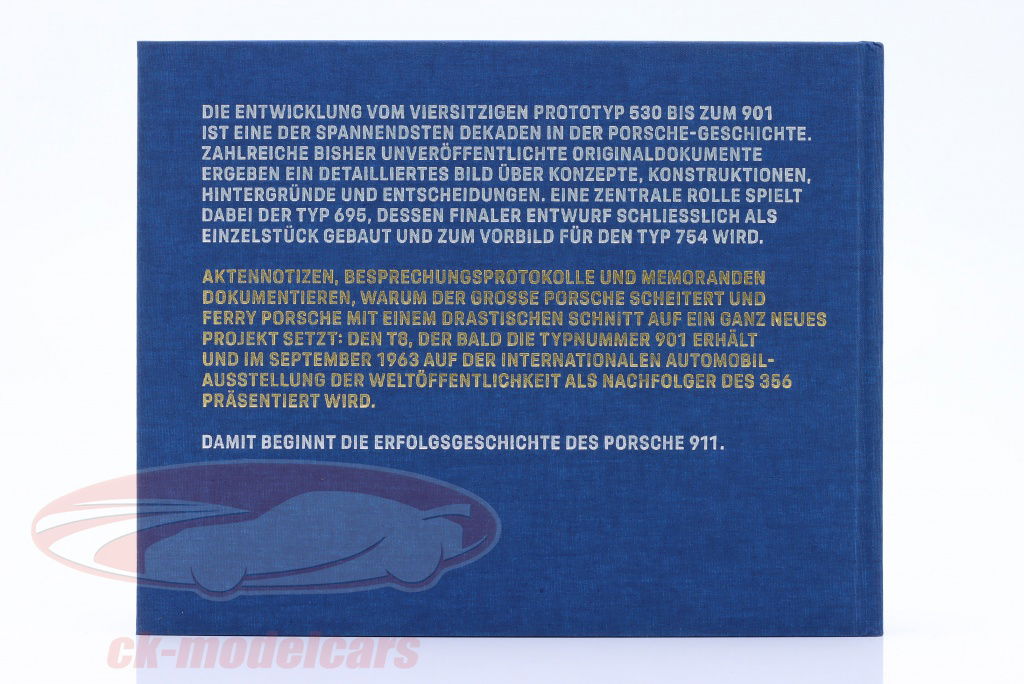 DIE ENTWICKLUNG VOM VIERSITZIGEN PROTOTYP 530 BIS ZUM 901
IST EINE DER SPANNENDSTEN DEKADEN IN DER PORSCHE-GESCHICHTE.
ZAHLREICHE BISHER UNVERÖFFENTLICHTE ORIGINALDOKUMENTE
ERGEBEN EIN DETAILLIERTES BILD ÜBER KONZEPTE, KONSTRUKTIONEN,
HINTERGRÜNDE UND ENTSCHEIDUNGEN. EINE ZENTRALE ROLLE SPIELT
DABEI DER TYP 695, DESSEN FINALER ENTWURF SCHLIESSLICH ALS
EINZELSTÜCK GEBAUT UND ZUM VORBILD FÜR DEN TYP 754 WIRD.
AKTENNOTIZEN, BESPRECHUNGSPROTOKOLLE UND MEMORANDEN
DOKUMENTIEREN, WARUM DER GROSSE PORSCHE SCHEITERT UND
FERRY PORSCHE MIT EINEM DRASTISCHEN SCHNITT AUF EIN GANZ NEUES
PROJEKT SETZT: DEN T8, DER BALD DIE TYPNUMMER 901 ERHÄLT
UND IM SEPTEMBER 1963 AUF DER INTERNATIONALEN AUTOMOBIL-
AUSSTELLUNG DER WELTÖFFENTLICHKEIT ALS NACHFOLGER DES 356
PRÄSENTIERT WIRD.
DAMIT BEGINNT DIE ERFOLGSGESCHICHTE DES PORSCHE 911.
ck-modelcars